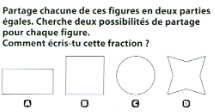 Partage chacune de ces figures en deux parties
égales. Cherche deux possibilités de partage
pour chaque figure.
Comment écris-tu cette fraction ?
A B C D